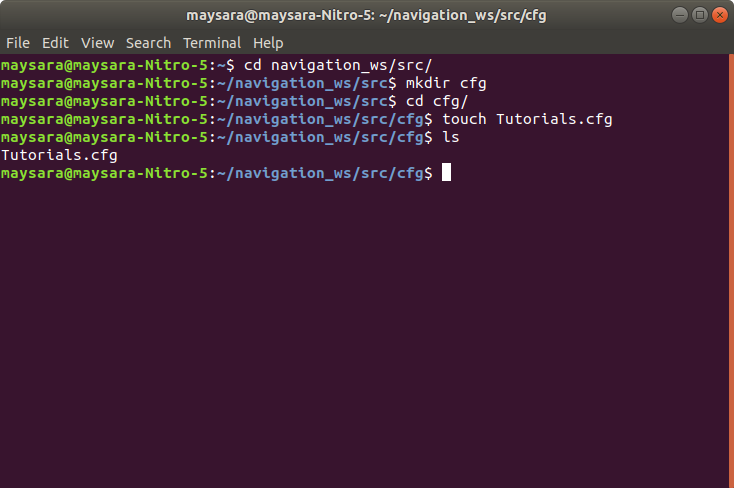 maysara@maysara-Nitro-5: ~/navigation_ws/src/cfg
File Edit View Search Terminal Help
maysara@maysara-Nitro-5:~$ cd navigation_ws/src/
maysara@maysara-Nitro-5:~/navigation_ws/src$ mkdir cfg
maysara@maysara-Nitro-5:~/navigation_ws/src$ cd cfg/
maysara@maysara-Nitro-5:~/navigation_ws/src/cfg$ touch Tutorials.cfg
maysara@maysara-Nitro-5:~/navigation_ws/src/cfg$ ls
Tutorials.cfg
maysara@maysara-Nitro-5:~/navigation_ws/src/cfg$